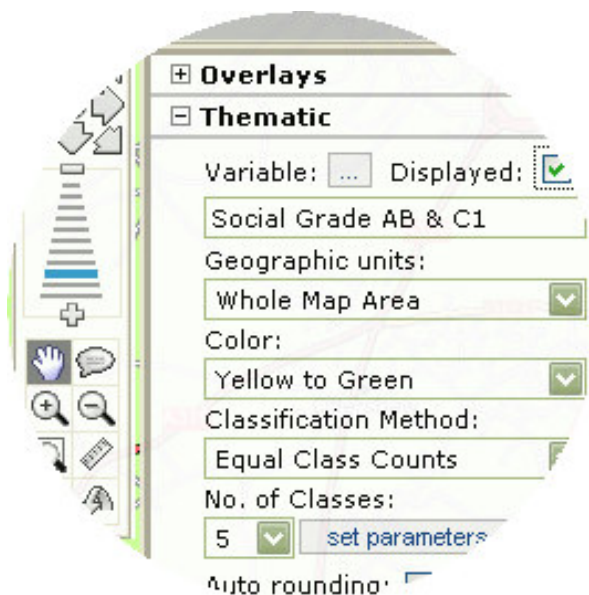 Overlays
Thematic
Variable: ... Displayed:
Social Grade AB & C1
Geographic units:
Whole Map Area
Color:
Yellow to Green
Classification Method:
Equal Class Counts
No. of Classes:
5 set parameters
Auto rounding: